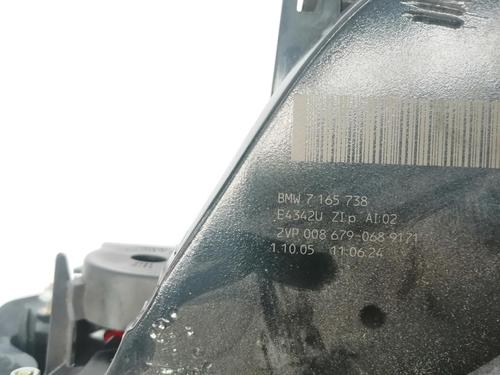 BMW 7 165 738
E4342U ZI:p AI:02
2VP 008 679-068 9171
1.10.05 11:06:24